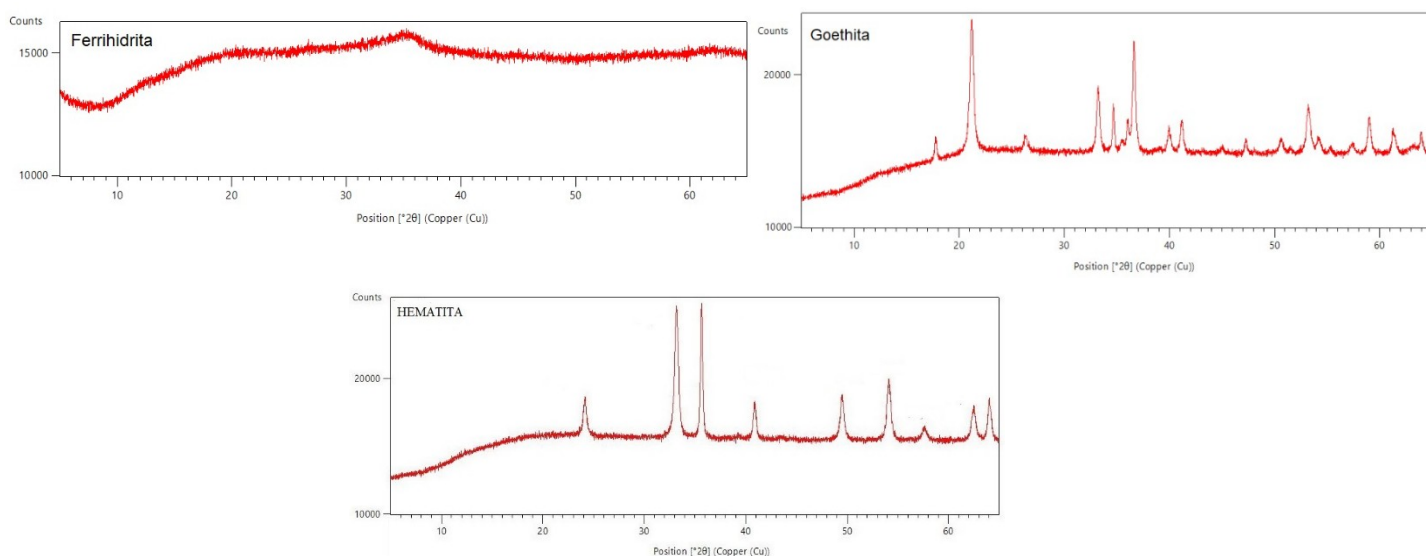 Counts
Ferrihidrita
15000
10000
10 20 30 40 50 60
Position [°2θ] (Copper (Cu))
Counts
Goethita
20000
10000
10 20 30 40 50 60
Position [°2θ] (Copper (Cu))
Counts
HEMATITA
20000
10000
10 20 30 40 50 60
Position [°2θ] (Copper (Cu))